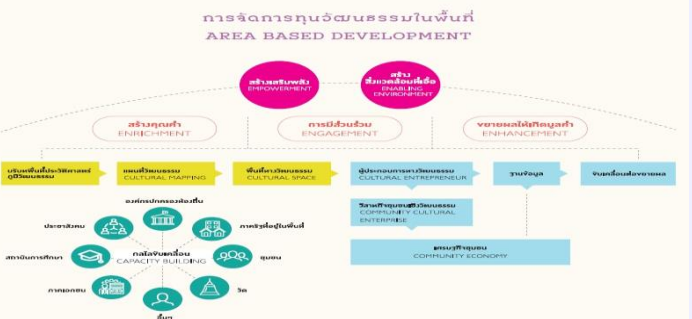 การจัดการทุนวัฒนธรรมในพื้นที่
AREA BASED DEVELOPMENT
สร้างเสริมพลัง
EMPOWERMENT
สร้าง
สิ่งแวดล้อมที่เอื้อ
ENABLING
ENVIRONMENT
สร้างคุณค่า
ENRICHMENT
การมีส่วนร่วม
ENGAGEMENT
ขยายผลให้เกิดมูลค่า
ENHANCEMENT
บริบทพื้นที่ประวัติศาสตร์
ภูมิวัฒนธรรม
แผนที่วัฒนธรรม
CULTURAL MAPPING
พื้นที่ทางวัฒนธรรม
CULTURAL SPACE
ผู้ประกอบการทางวัฒนธรรม
CULTURAL ENTREPRENEUR
ฐานข้อมูล
ขับเคลื่อนต่อขยายผล
วิสาหกิจชุมชนเชิงวัฒนธรรม
COMMUNITY CULTURAL
ENTERPRISE
เศรษฐกิจชุมชน
COMMUNITY ECONOMY
องค์กรปกครองท้องถิ่น
ประชาสังคม
ภาครัฐที่อยู่ในพื้นที่
สถาบันการศึกษา
กลไกขับเคลื่อน
CAPACITY BUILDING
ชุมชน
ภาคเอกชน
วัด
อื่นๆ